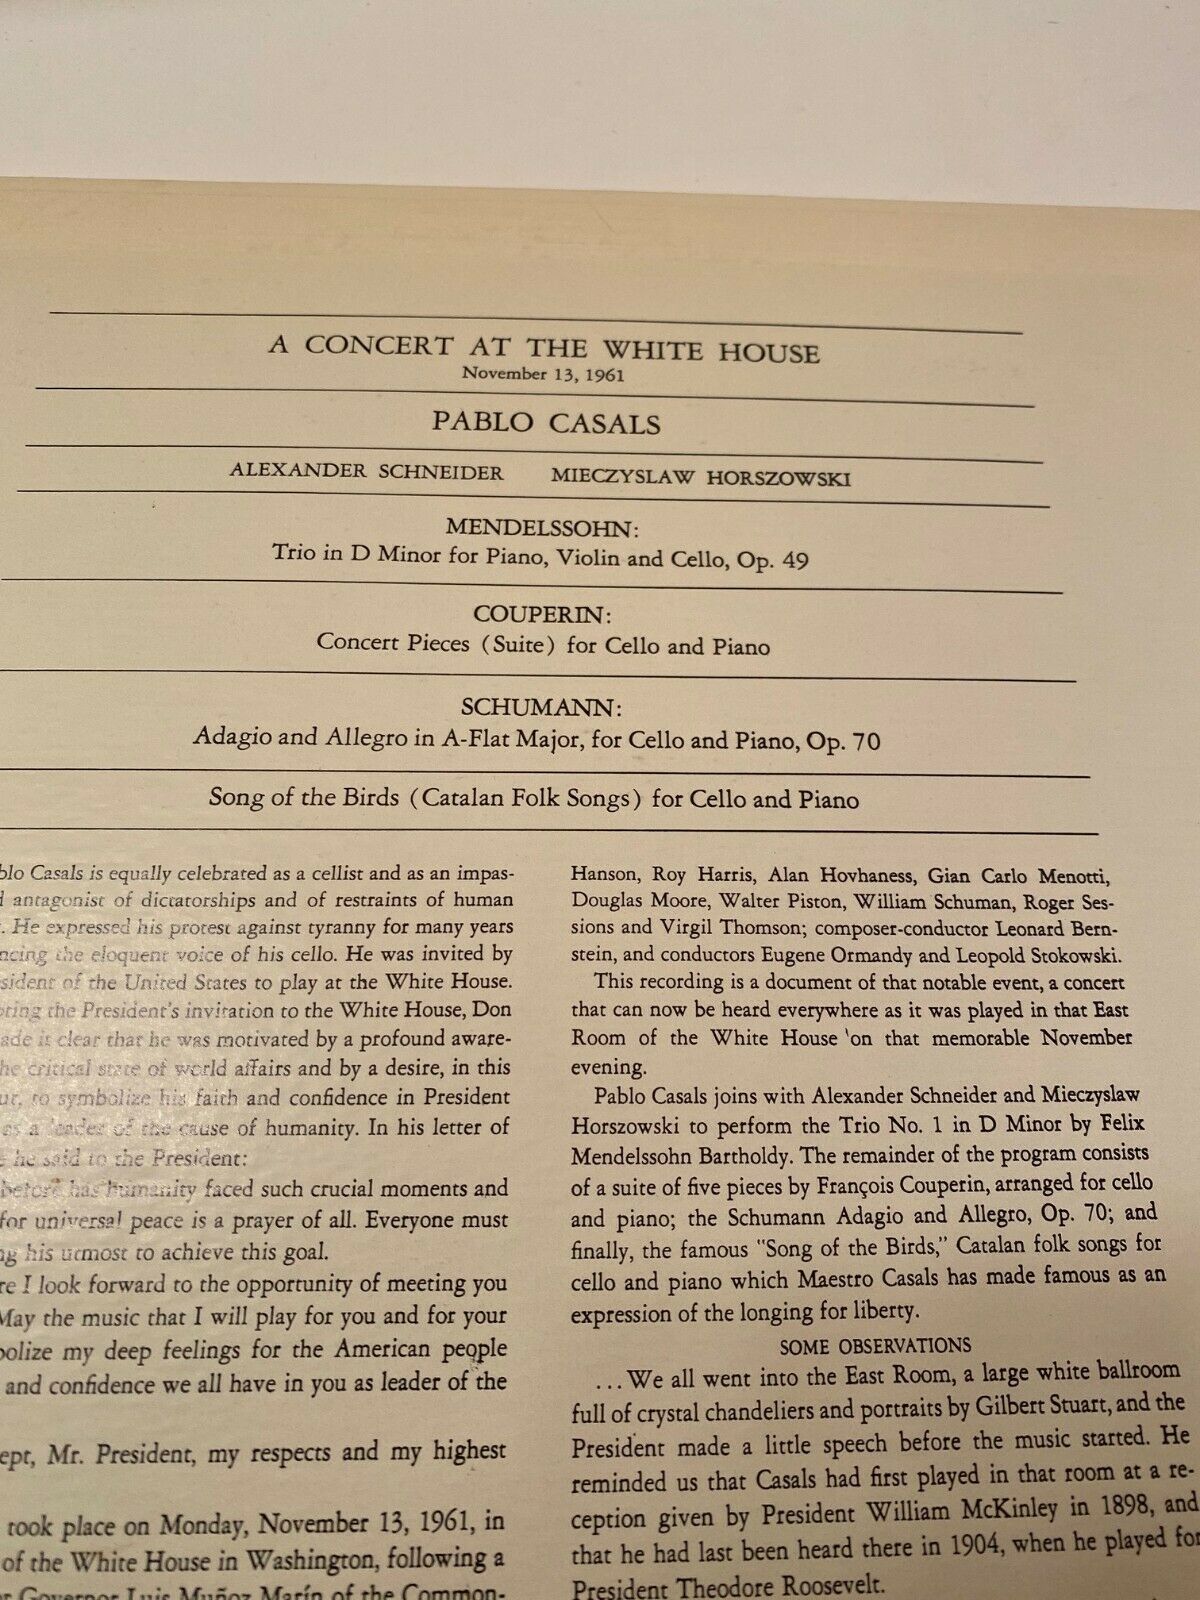 A CONCERT AT THE WHITE HOUSE
November 13, 1961
PABLO CASALS
ALEXANDER SCHNEIDER MIECZYSLAW HORSZOWSKI
MENDELSSOHN:
Trio in D Minor for Piano, Violin and Cello, Op. 49
COUPERIN:
Concert Pieces (Suite) for Cello and Piano
SCHUMANN:
Adagio and Allegro in A-Flat Major, for Cello and Piano, Op. 70
Song of the Birds (Catalan Folk Songs) for Cello and Piano
Casals is equally celebrated as a cellist and as an impas-
antagonist of dictatorships and of restraints of human
He expressed his protest against tyranny for many years
the eloquent voice of his cello. He was invited by
of the United States to play at the White House.
the President's invitation to the White House, Don
is clear that he was motivated by a profound aware-
critical state of world affairs and by a desire, in this
to symbolize his faith and confidence in President
as a leader of the cause of humanity. In his letter of
he said to the President:
before has humanity faced such crucial moments and
for universal peace is a prayer of all. Everyone must
his utmost to achieve this goal.
I look forward to the opportunity of meeting you
May the music that I will play for you and for your
my deep feelings for the American people
and confidence we all have in you as leader of the
Mr. President, my respects and my highest
took place on Monday, November 13, 1961, in
of the White House in Washington, following a
Governor Luis Muñoz Marín of the Common-
Hanson, Roy Harris, Alan Hovhaness, Gian Carlo Menotti,
Douglas Moore, Walter Piston, William Schuman, Roger Ses-
sions and Virgil Thomson; composer-conductor Leonard Bern-
stein, and conductors Eugene Ormandy and Leopold Stokowski.
This recording is a document of that notable event, a concert
that can now be heard everywhere as it was played in that East
Room of the White House on that memorable November
evening.
Pablo Casals joins with Alexander Schneider and Mieczyslaw
Horszowski to perform the Trio No. 1 in D Minor by Felix
Mendelssohn Bartholdy. The remainder of the program consists
of a suite of five pieces by François Couperin, arranged for cello
and piano; the Schumann Adagio and Allegro, Op. 70; and
finally, the famous "Song of the Birds," Catalan folk songs for
cello and piano which Maestro Casals has made famous as an
expression of the longing for liberty.
SOME OBSERVATIONS
...We all went into the East Room, a large white ballroom
full of crystal chandeliers and portraits by Gilbert Stuart, and the
President made a little speech before the music started. He
reminded us that Casals had first played in that room at a re-
ception given by President William McKinley in 1898, and
that he had last been heard there in 1904, when he played for
President Theodore Roosevelt.